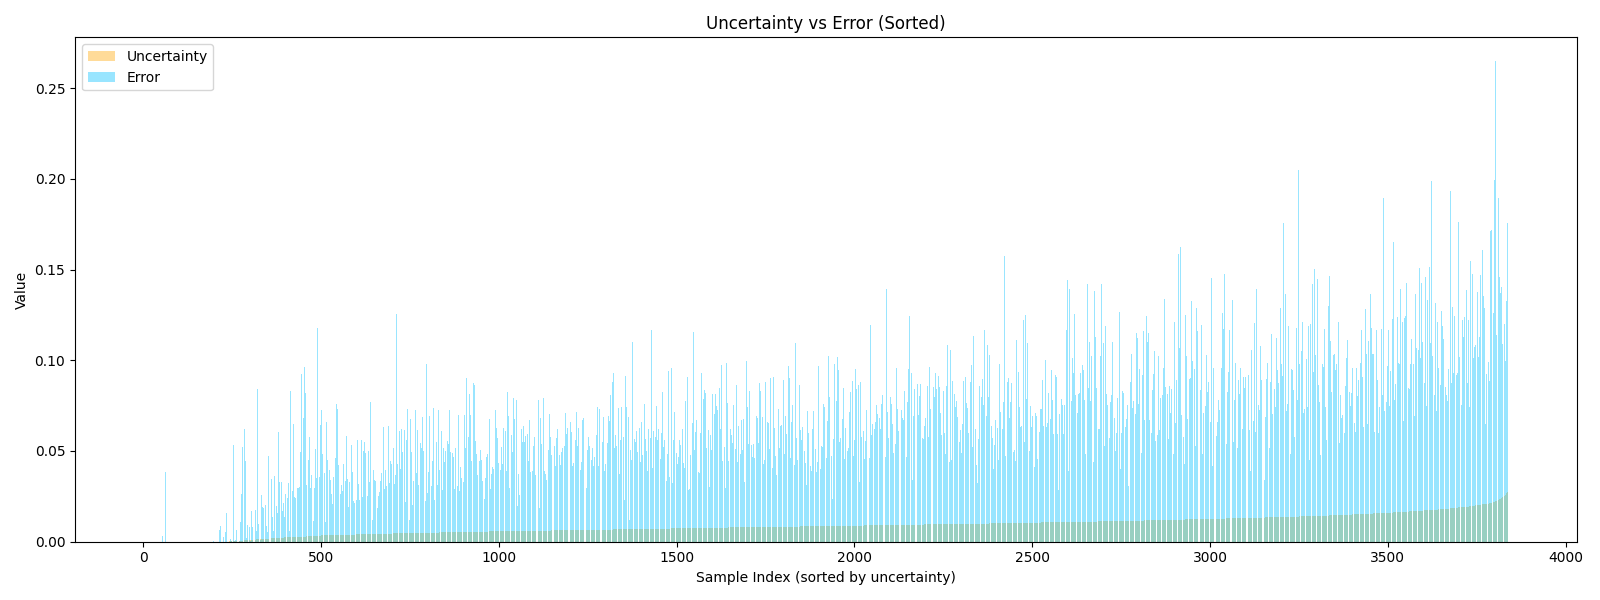 Uncertainty vs Error (Sorted)
Uncertainty
Error
0.25
0.20
0.15
0.10
0.05
0.00
Value
0 500 1000 1500 2000 2500 3000 3500 4000
Sample Index (sorted by uncertainty)